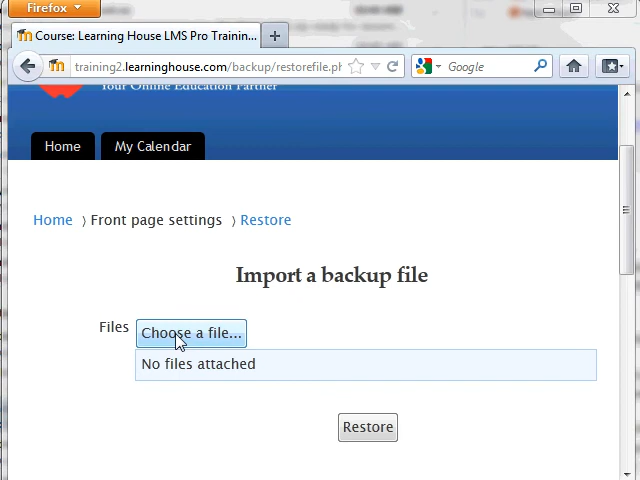 Firefox
Course: Learning House LMS Pro Trainin...
training2.learninghouse.com/backup/restorefile.pl
Google
Your Online Education Partner
Home
My Calendar
Home 〉 Front page settings 〉 Restore
Import a backup file
Files
Choose a file...
No files attached
Restore